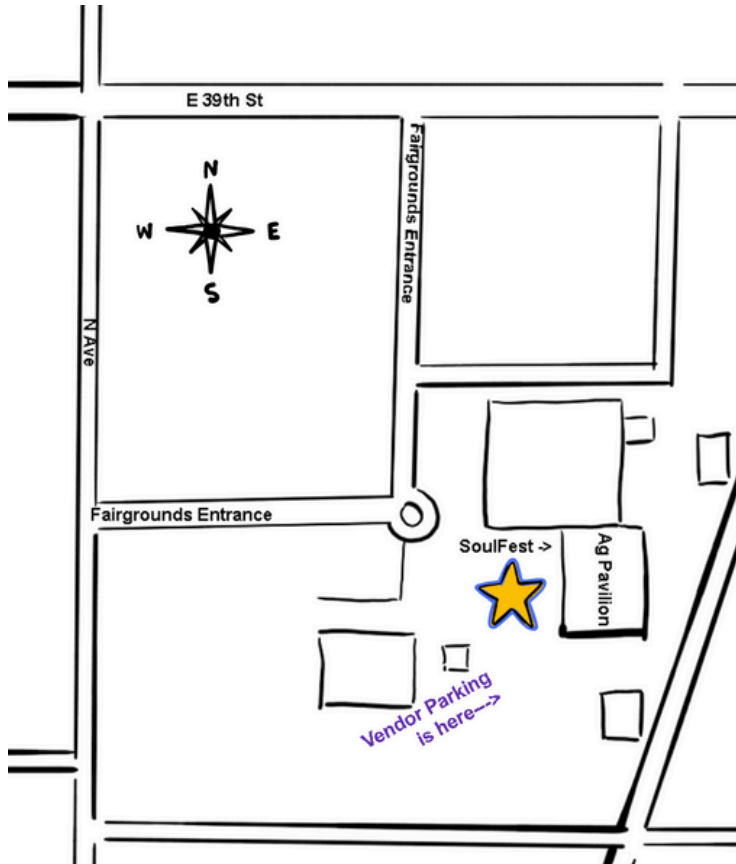 E 39th St
Fairgrounds Entrance
N
W
E
S
N Ave
Fairgrounds Entrance
SoulFest ->
Ag Pavilion
Vendor Parking
is here--->